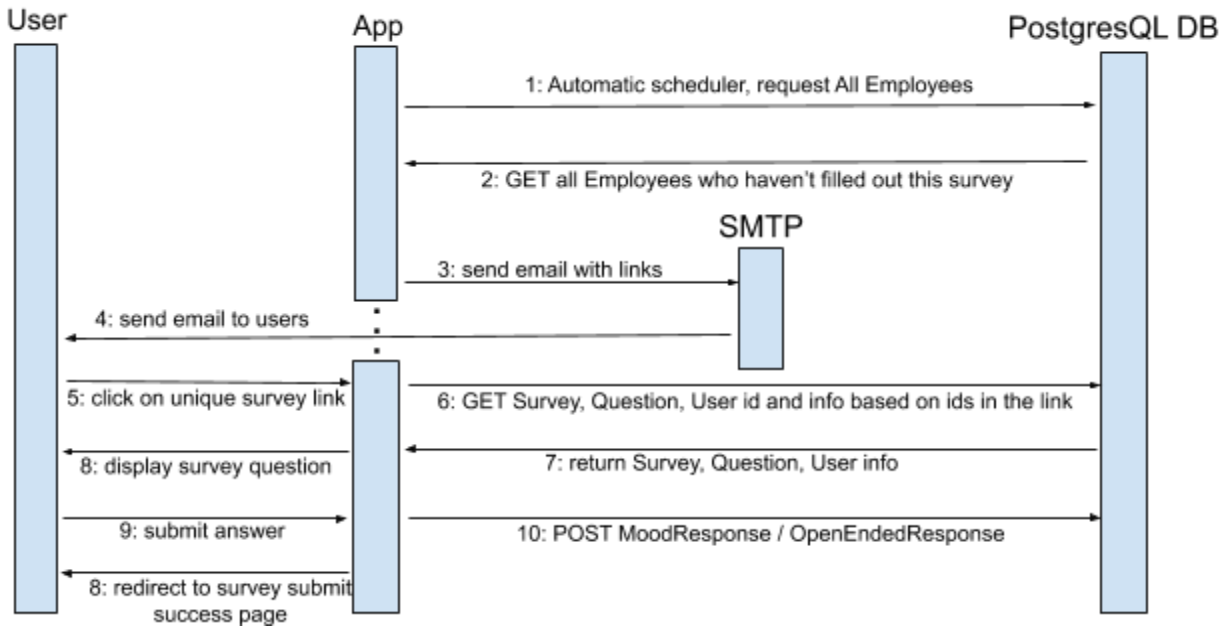 User
App
PostgresQL DB
1: Automatic scheduler, request All Employees
2: GET all Employees who haven't filled out this survey
SMTP
3: send email with links
4: send email to users
5: click on unique survey link
6: GET Survey, Question, User id and info based on ids in the link
8: display survey question
7: return Survey, Question, User info
9: submit answer
10: POST MoodResponse / OpenEndedResponse
8: redirect to survey submit
success page